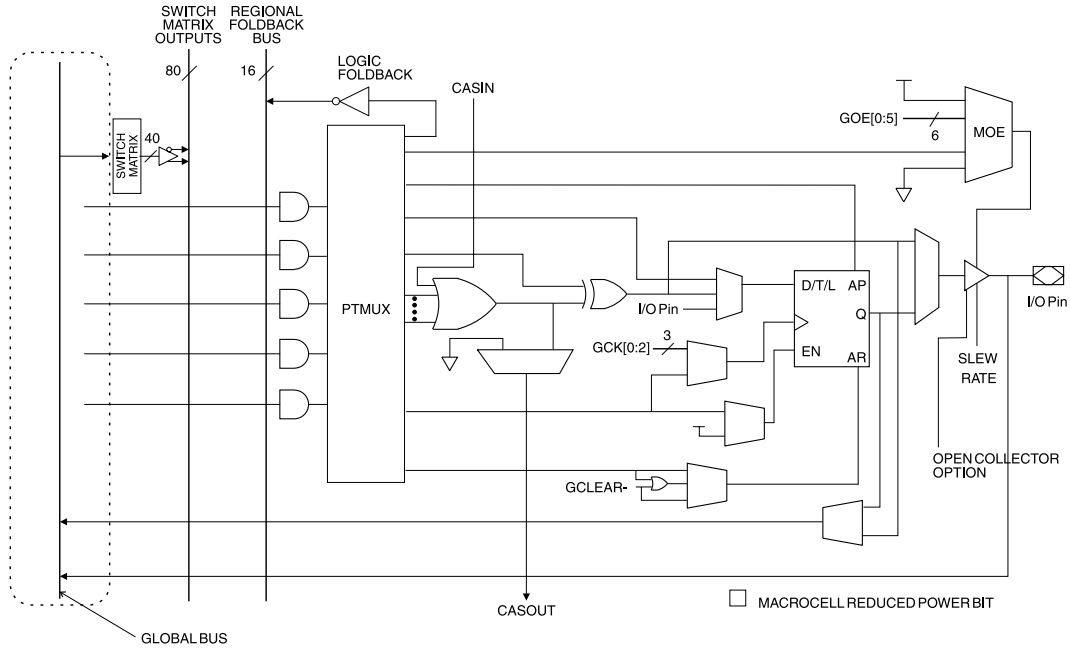 SWITCH
MATRIX
OUTPUTS
REGIONAL
FOLDBACK
BUS
80
16
LOGIC
FOLDBACK
CASIN
SWITCH
MATRIX
40
GOE[0:5]
6
MOE
PTMUX
D/T/L
AP
Q
EN
AR
I/O Pin
I/O Pin
GCK[0:2]
3
SLEW
RATE
OPEN COLLECTOR
OPTION
GCLEAR-
CASOUT
MACROCELL REDUCED POWER BIT
GLOBAL BUS